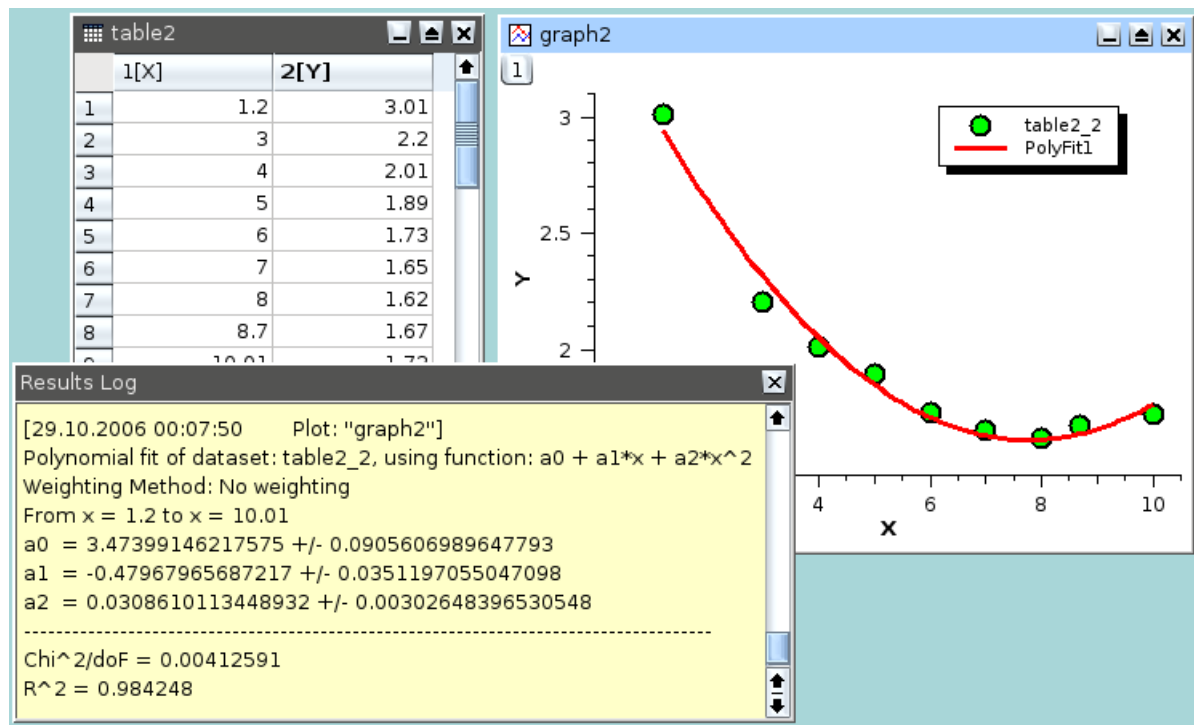 table2
1[X] 2[Y]
1 1.2 3.01
2 3 2.2
3 4 2.01
4 5 1.89
5 6 1.73
6 7 1.65
7 8 1.62
8 8.7 1.67
10.01 1.72
graph2
1
3
2.5
2
Y
table2_2
PolyFit1
4 6 8 10
X
Results Log
[29.10.2006 00:07:50 Plot: "graph2"]
Polynomial fit of dataset: table2_2, using function: a0 + a1*x + a2*x^2
Weighting Method: No weighting
From x = 1.2 to x = 10.01
a0 = 3.47399146217575 +/- 0.0905606989647793
a1 = -0.47967965687217 +/- 0.0351197055047098
a2 = 0.0308610113448932 +/- 0.00302648396530548
---------------------------------------------------------------------------------------
Chi^2/doF = 0.00412591
R^2 = 0.984248